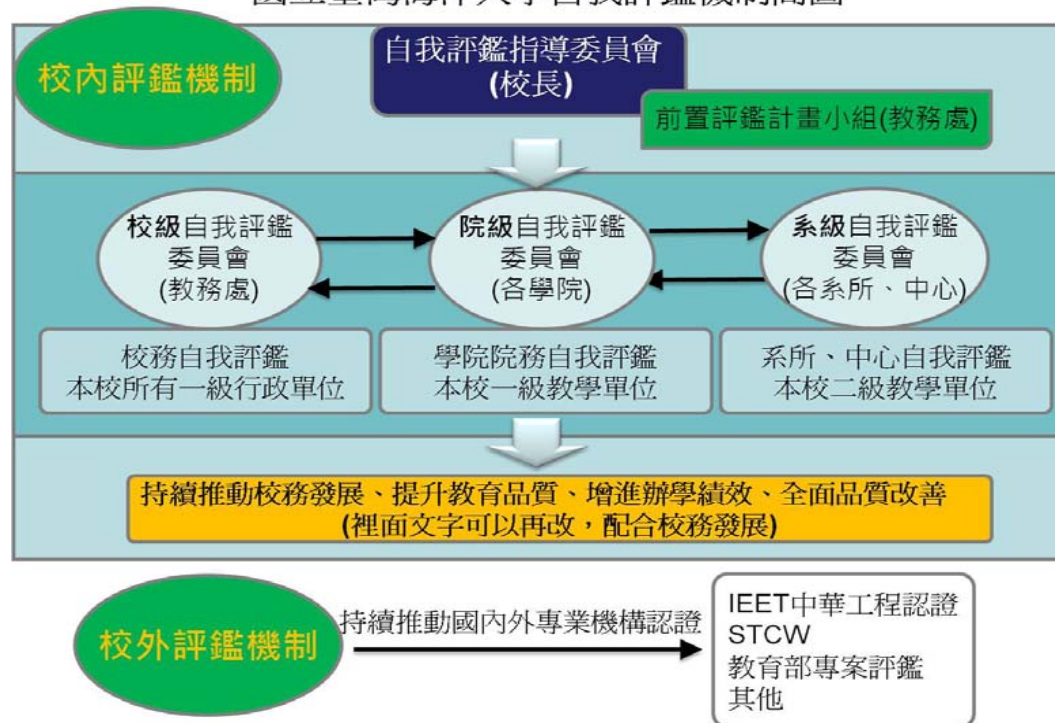 校內評鑑機制
自我評鑑指導委員會
(校長)
前置評鑑計畫小組(教務處)
校級自我評鑑
委員會
(教務處)
院級自我評鑑
委員會
(各學院)
系級自我評鑑
委員會
(各系所、中心)
校務自我評鑑
本校所有一級行政單位
學院院務自我評鑑
本校一級教學單位
系所、中心自我評鑑
本校二級教學單位
持續推動校務發展、提升教育品質、增進辦學績效、全面品質改善
(裡面文字可以再改，配合校務發展)
校外評鑑機制
持續推動國內外專業機構認證
IEET中華工程認證
STCW
教育部專案評鑑
其他